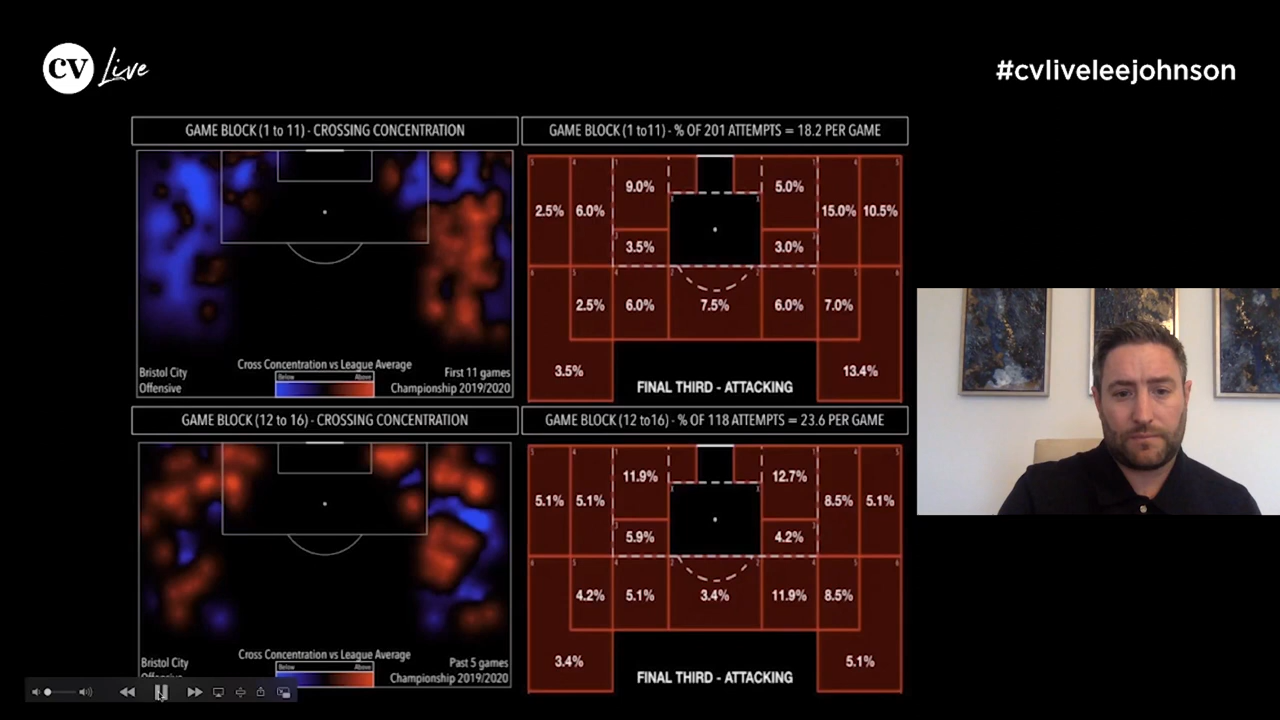 CV Live
#cvliveleejohnson
GAME BLOCK (1 to 11) - CROSSING CONCENTRATION
GAME BLOCK (1 to11) - % OF 201 ATTEMPTS = 18.2 PER GAME
9.0%
5.0%
2.5%
6.0%
15.0%
10.5%
3.5%
3.0%
2.5%
6.0%
7.5%
6.0%
7.0%
3.5%
13.4%
FINAL THIRD - ATTACKING
Cross Concentration vs League Average
Bristol City
Offensive
Below
Above
First 11 games
Championship 2019/2020
GAME BLOCK (12 to 16) - CROSSING CONCENTRATION
GAME BLOCK (12 to16) - % OF 118 ATTEMPTS = 23.6 PER GAME
11.9%
12.7%
5.1%
5.1%
8.5%
5.1%
5.9%
4.2%
4.2%
5.1%
3.4%
11.9%
8.5%
3.4%
5.1%
FINAL THIRD - ATTACKING
Cross Concentration vs League Average
Bristol City
Offensive
Below
Above
Past 5 games
Championship 2019/2020